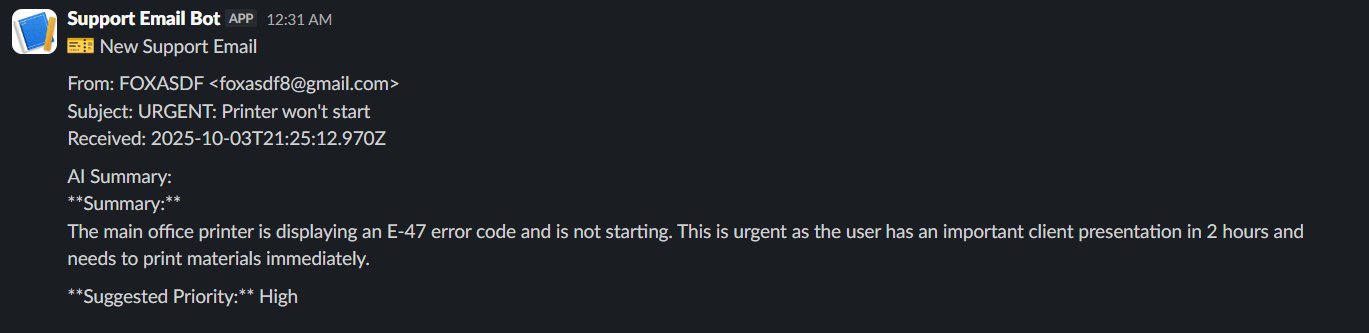 Support Email Bot APP 12:31 AM
🎫 New Support Email
From: FOXASDF <foxasdf8@gmail.com>
Subject: URGENT: Printer won't start
Received: 2025-10-03T21:25:12.970Z
AI Summary:
**Summary:**
The main office printer is displaying an E-47 error code and is not starting. This is urgent as the user has an important client presentation in 2 hours and
needs to print materials immediately.
**Suggested Priority:** High